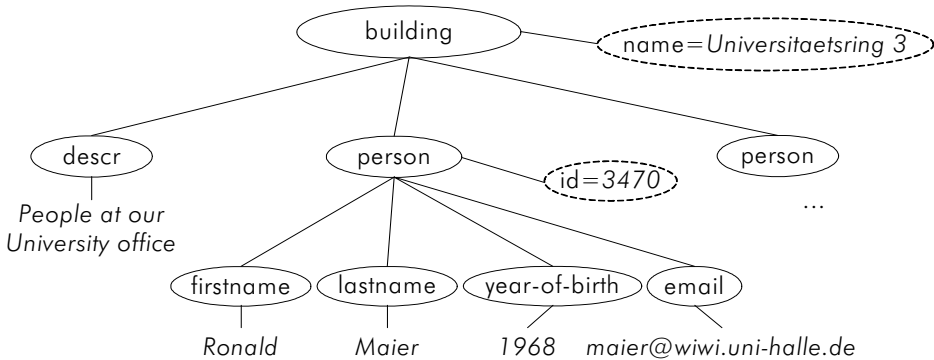 building
name=Universitaetsring 3
descr
person
person
id=3470
...
People at our
University office
firstname
lastname
year-of-birth
email
Ronald
Maier
1968
maier@wiwi.uni-halle.de